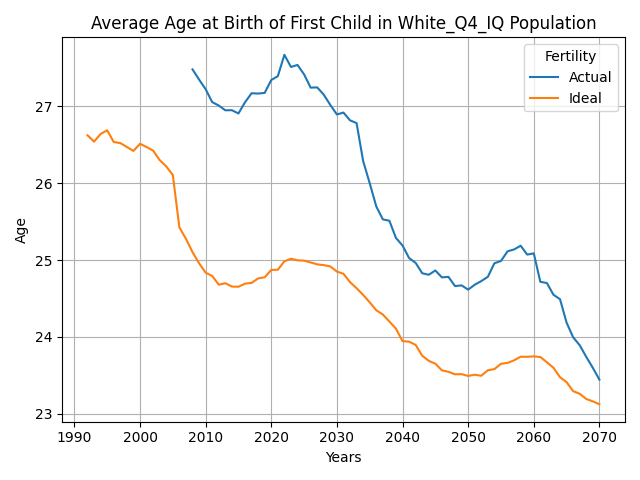 Average Age at Birth of First Child in White_Q4_IQ Population
Fertility
Actual
Ideal
27
26
25
24
23
Age
1990 2000 2010 2020 2030 2040 2050 2060 2070
Years